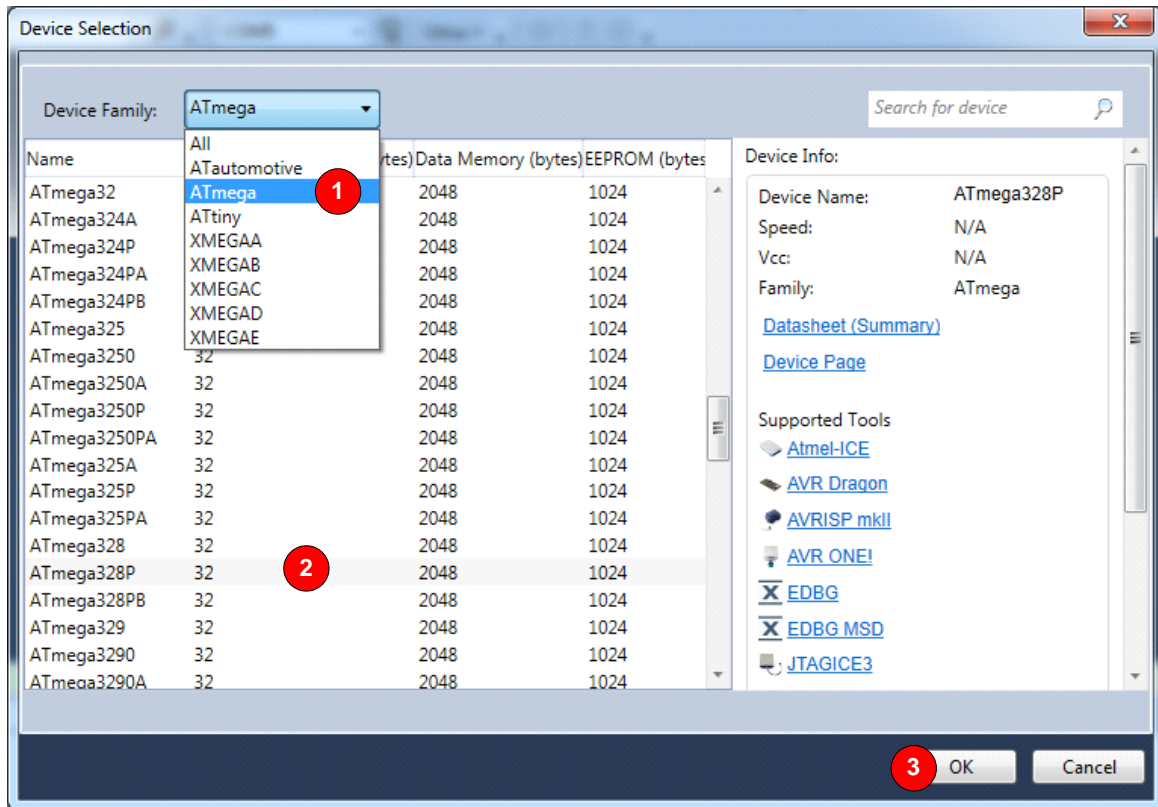 Device Selection
Device Family: ATmega
Search for device
All
ATautomotive
ATmega 1
ATtiny
XMEGAA
XMEGAB
XMEGAC
XMEGAD
XMEGAE
Name ytes) Data Memory (bytes) EEPROM (bytes
ATmega32 2048 1024
ATmega324A 2048 1024
ATmega324P 2048 1024
ATmega324PA 2048 1024
ATmega324PB 2048 1024
ATmega325 2048 1024
ATmega3250 32 2048 1024
ATmega3250A 32 2048 1024
ATmega3250P 32 2048 1024
ATmega3250PA 32 2048 1024
ATmega325A 32 2048 1024
ATmega325P 32 2048 1024
ATmega325PA 32 2048 1024
ATmega328 32 2048 1024
ATmega328P 32 2 2048 1024
ATmega328PB 32 2048 1024
ATmega329 32 2048 1024
ATmega3290 32 2048 1024
ATmega3290A 32 2048 1024
Device Info:
Device Name: ATmega328P
Speed: N/A
Vcc: N/A
Family: ATmega
Datasheet (Summary)
Device Page
Supported Tools
Atmel-ICE
AVR Dragon
AVRISP mkII
AVR ONE!
EDBG
EDBG MSD
JTAGICE3
3 OK Cancel